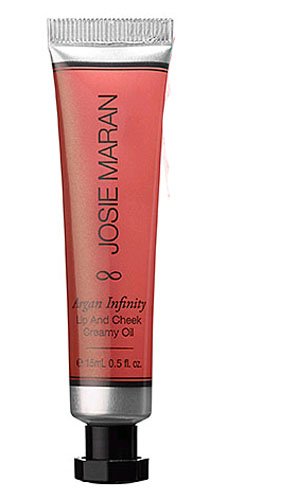 JOSIE MARAN
Argan Infinity
Lip And Cheek
Creamy Oil
℮ 15mL 0.5 fl. oz.